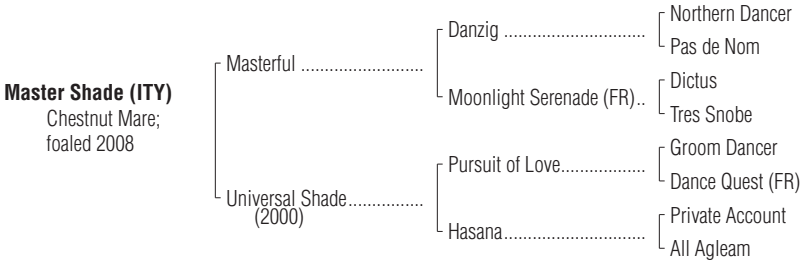 Master Shade (ITY)
Chestnut Mare;
foaled 2008
Masterful ........................
Universal Shade................
(2000)
Danzig .............................
Moonlight Serenade (FR)..
Pursuit of Love.................
Hasana.............................
Northern Dancer
Pas de Nom
Dictus
Tres Snobe
Groom Dancer
Dance Quest (FR)
Private Account
All Agleam